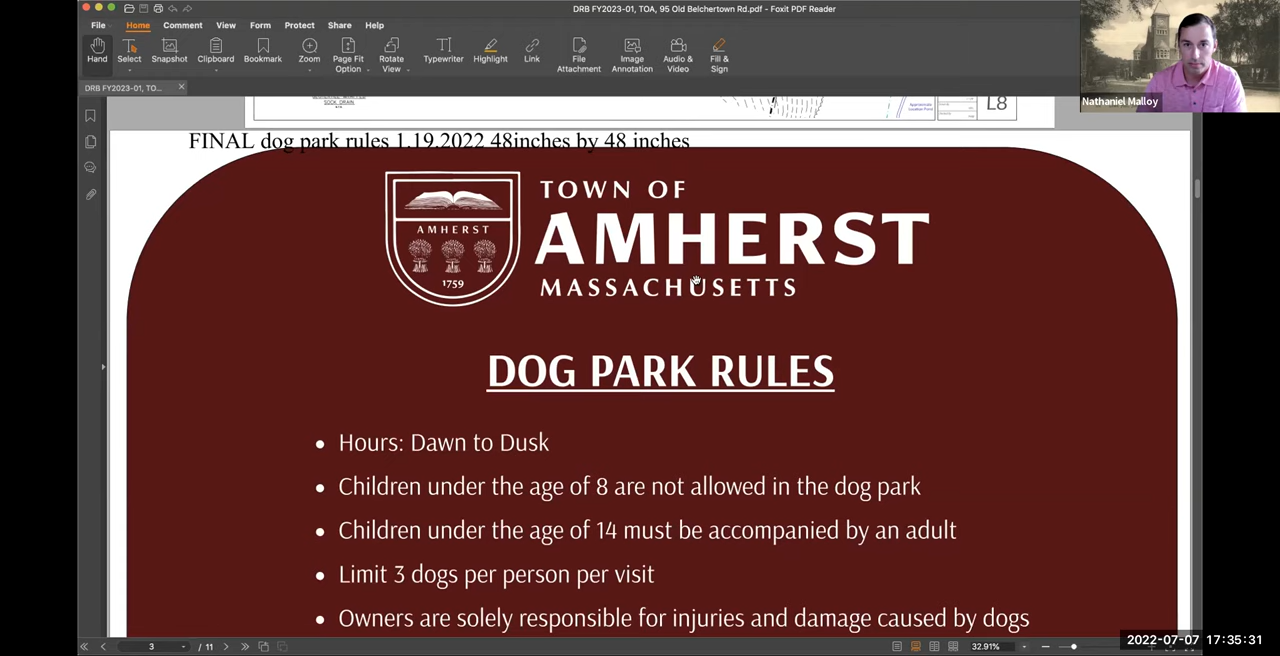 DRB FY2023-01, TOA, 95 Old Belchertown Rd.pdf - Foxit PDF Reader
File Home Comment View Form Protect Share Help
Hand Select Snapshot Clipboard Bookmark Zoom Page Fit Option Rotate View Typewriter Highlight Link File Attachment Image Annotation Audio & Video Fill & Sign
DRB FY2023-01, TO...
Nathaniel Malloy
SOCK DRAIN
L8
FINAL dog park rules 1.19.2022 48inches by 48 inches
TOWN OF
AMHERST
MASSACHUSETTS
AMHERST
1759
DOG PARK RULES
• Hours: Dawn to Dusk
• Children under the age of 8 are not allowed in the dog park
• Children under the age of 14 must be accompanied by an adult
• Limit 3 dogs per person per visit
• Owners are solely responsible for injuries and damage caused by dogs
3 / 11
32.91%
2022-07-07 17:35:31